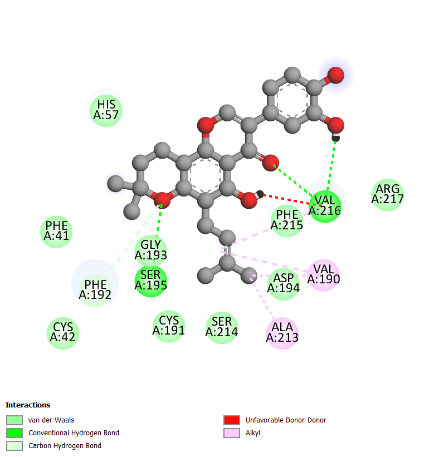 HIS
A:57
VAL
A:216
ARG
A:217
PHE
A:215
PHE
A:41
GLY
A:193
SER
A:195
PHE
A:192
ASP
A:194
VAL
A:190
CYS
A:42
CYS
A:191
SER
A:214
ALA
A:213
Interactions
van der Waals
Conventional Hydrogen Bond
Carbon Hydrogen Bond
Unfavorable Donor-Donor
Alkyl